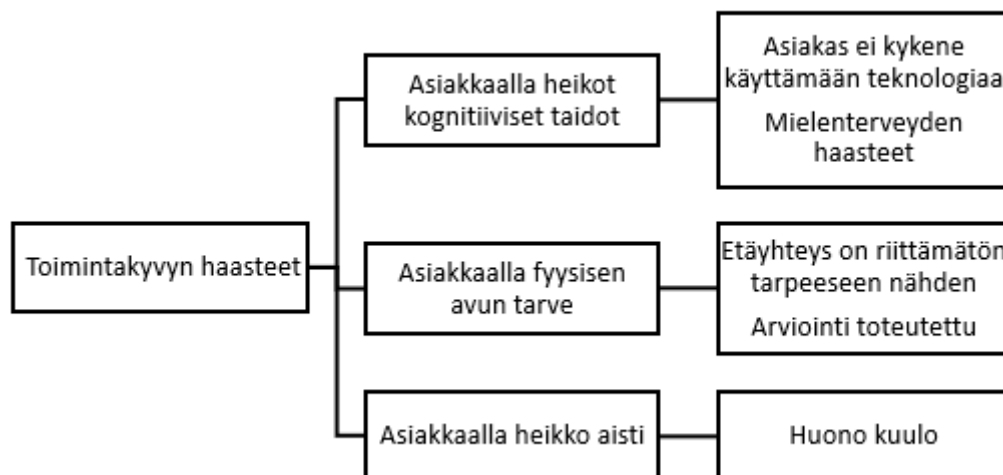 Asiakkaalla heikot
kognitiiviset taidot
Asiakas ei kykene
käyttämään teknologiaa
Mielenterveyden
haasteet
Toimintakyvyn haasteet
Asiakkaalla fyysisen
avun tarve
Etäyhteys on riittämätön
tarpeeseen nähden
Arviointi toteutettu
Asiakkaalla heikko aisti
Huono kuulo